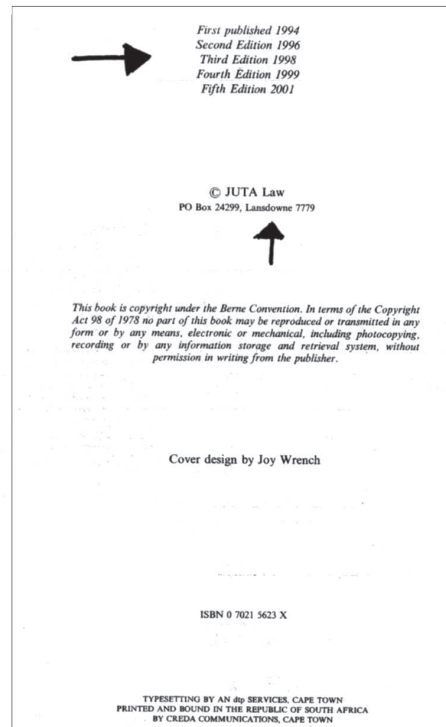 First published 1994
Second Edition 1996
Third Edition 1998
Fourth Edition 1999
Fifth Edition 2001
© JUTA Law
PO Box 24299, Lansdowne 7779
This book is copyright under the Berne Convention. In terms of the Copyright
Act 98 of 1978 no part of this book may be reproduced or transmitted in any
form or by any means, electronic or mechanical, including photocopying,
recording or by any information storage and retrieval system, without
permission in writing from the publisher.
Cover design by Joy Wrench
ISBN 0 7021 5623 X
TYPESETTING BY AN dtp SERVICES, CAPE TOWN
PRINTED AND BOUND IN THE REPUBLIC OF SOUTH AFRICA
BY CREDA COMMUNICATIONS, CAPE TOWN